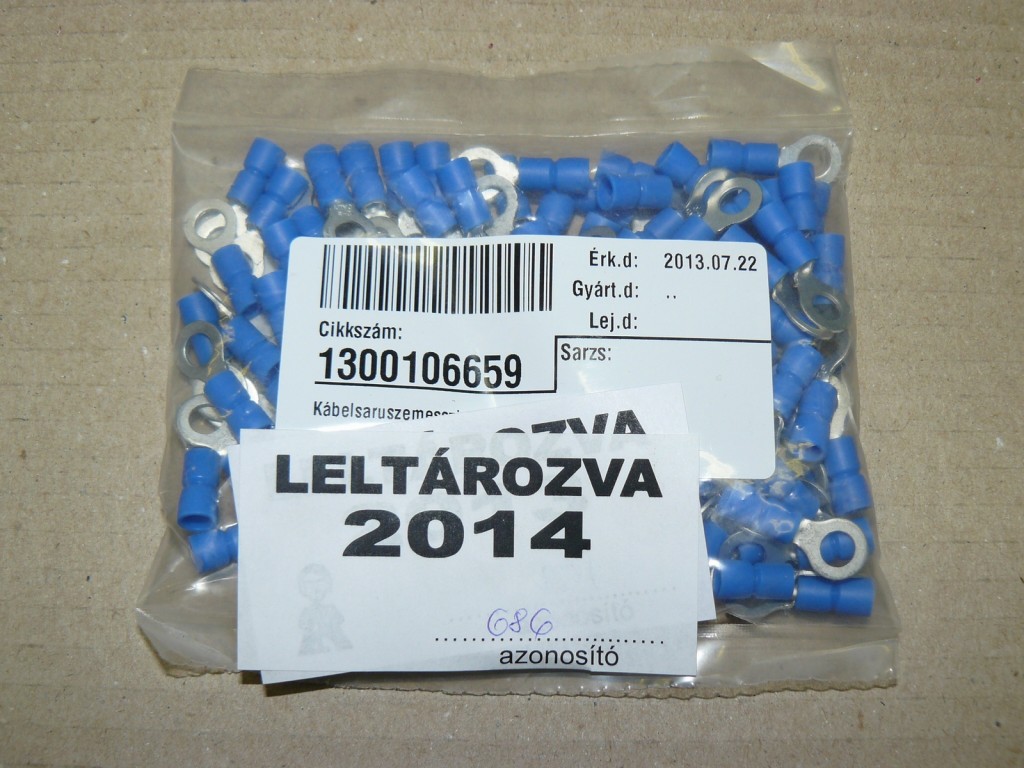 Érk.d: 2013.07.22
Gyárt.d: ..
Lej.d:
Cikkszám:
1300106659
Sarzs:
LELTÁROZVA
2014
686
azonosító